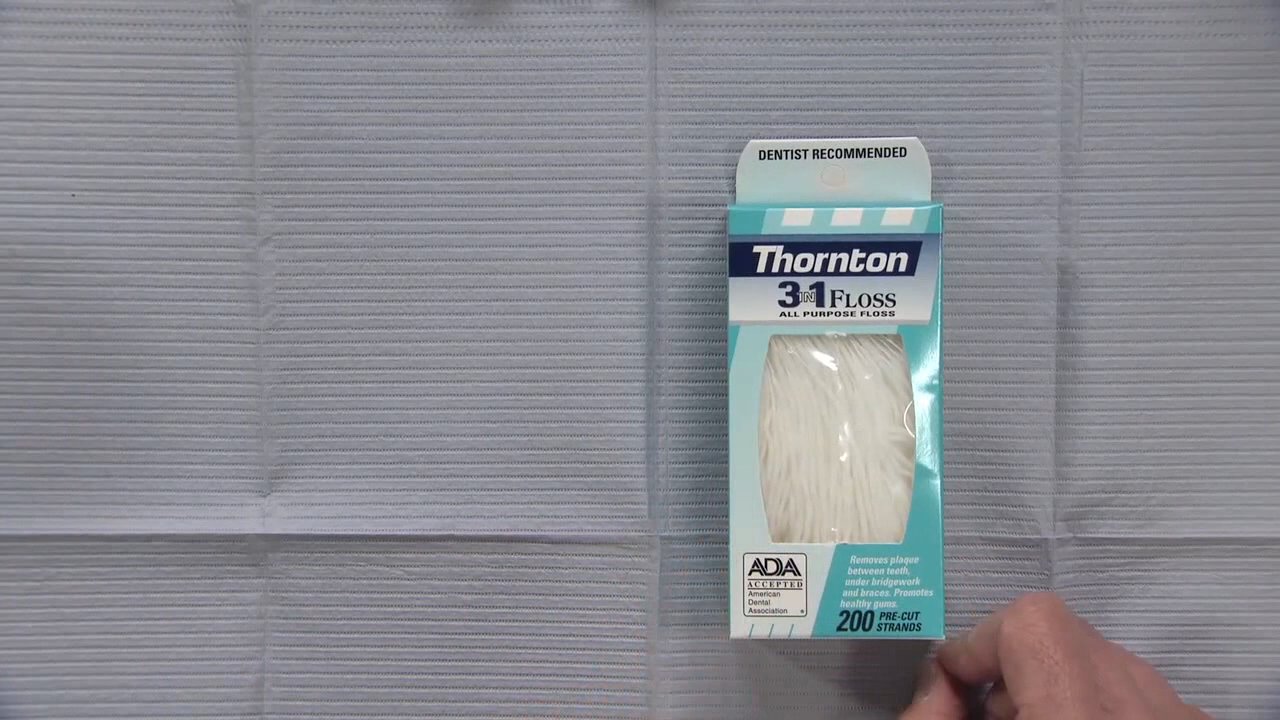 DENTIST RECOMMENDED
Thornton
3 IN 1 FLOSS
ALL PURPOSE FLOSS
ADA
ACCEPTED
American
Dental
Association
Removes plaque
between teeth,
under bridgework
and braces. Promotes
healthy gums.
200 PRE-CUT
STRANDS